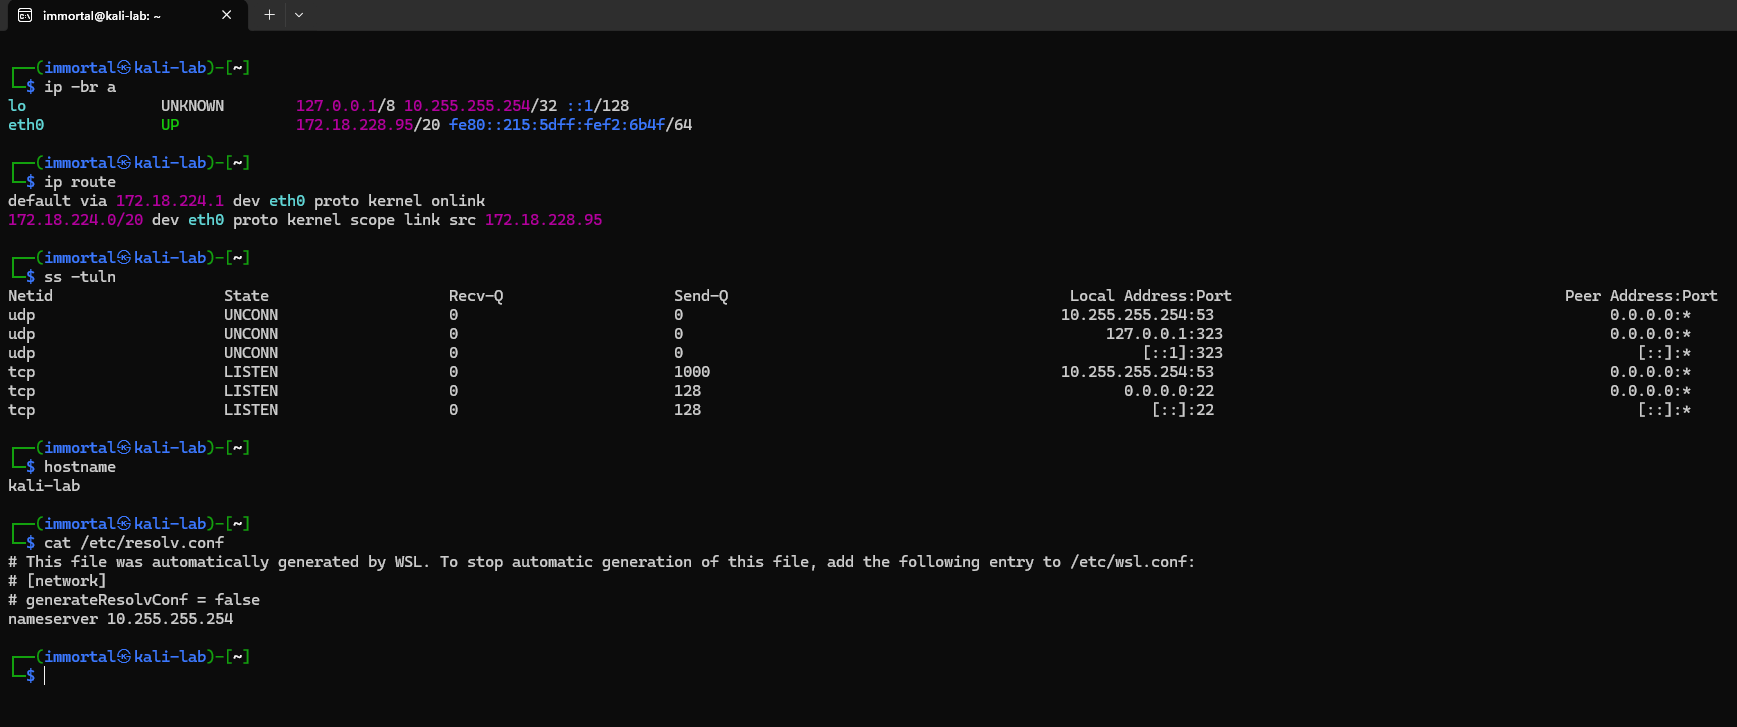 immortal@kali-lab: ~
┌──(immortal㉿kali-lab)-[~]
└─$ ip -br a
lo               UNKNOWN        127.0.0.1/8 10.255.255.254/32 ::1/128
eth0             UP             172.18.228.95/20 fe80::215:5dff:fef2:6b4f/64
┌──(immortal㉿kali-lab)-[~]
└─$ ip route
default via 172.18.224.1 dev eth0 proto kernel onlink
172.18.224.0/20 dev eth0 proto kernel scope link src 172.18.228.95
┌──(immortal㉿kali-lab)-[~]
└─$ ss -tuln
Netid State Recv-Q Send-Q Local Address:Port Peer Address:Port
udp UNCONN 0 0 10.255.255.254:53 0.0.0.0:*
udp UNCONN 0 0 127.0.0.1:323 0.0.0.0:*
udp UNCONN 0 0 [::1]:323 [::]:*
tcp LISTEN 0 1000 10.255.255.254:53 0.0.0.0:*
tcp LISTEN 0 128 0.0.0.0:22 0.0.0.0:*
tcp LISTEN 0 128 [::]:22 [::]:*
┌──(immortal㉿kali-lab)-[~]
└─$ hostname
kali-lab
┌──(immortal㉿kali-lab)-[~]
└─$ cat /etc/resolv.conf
# This file was automatically generated by WSL. To stop automatic generation of this file, add the following entry to /etc/wsl.conf:
# [network]
# generateResolvConf = false
nameserver 10.255.255.254
┌──(immortal㉿kali-lab)-[~]
└─$